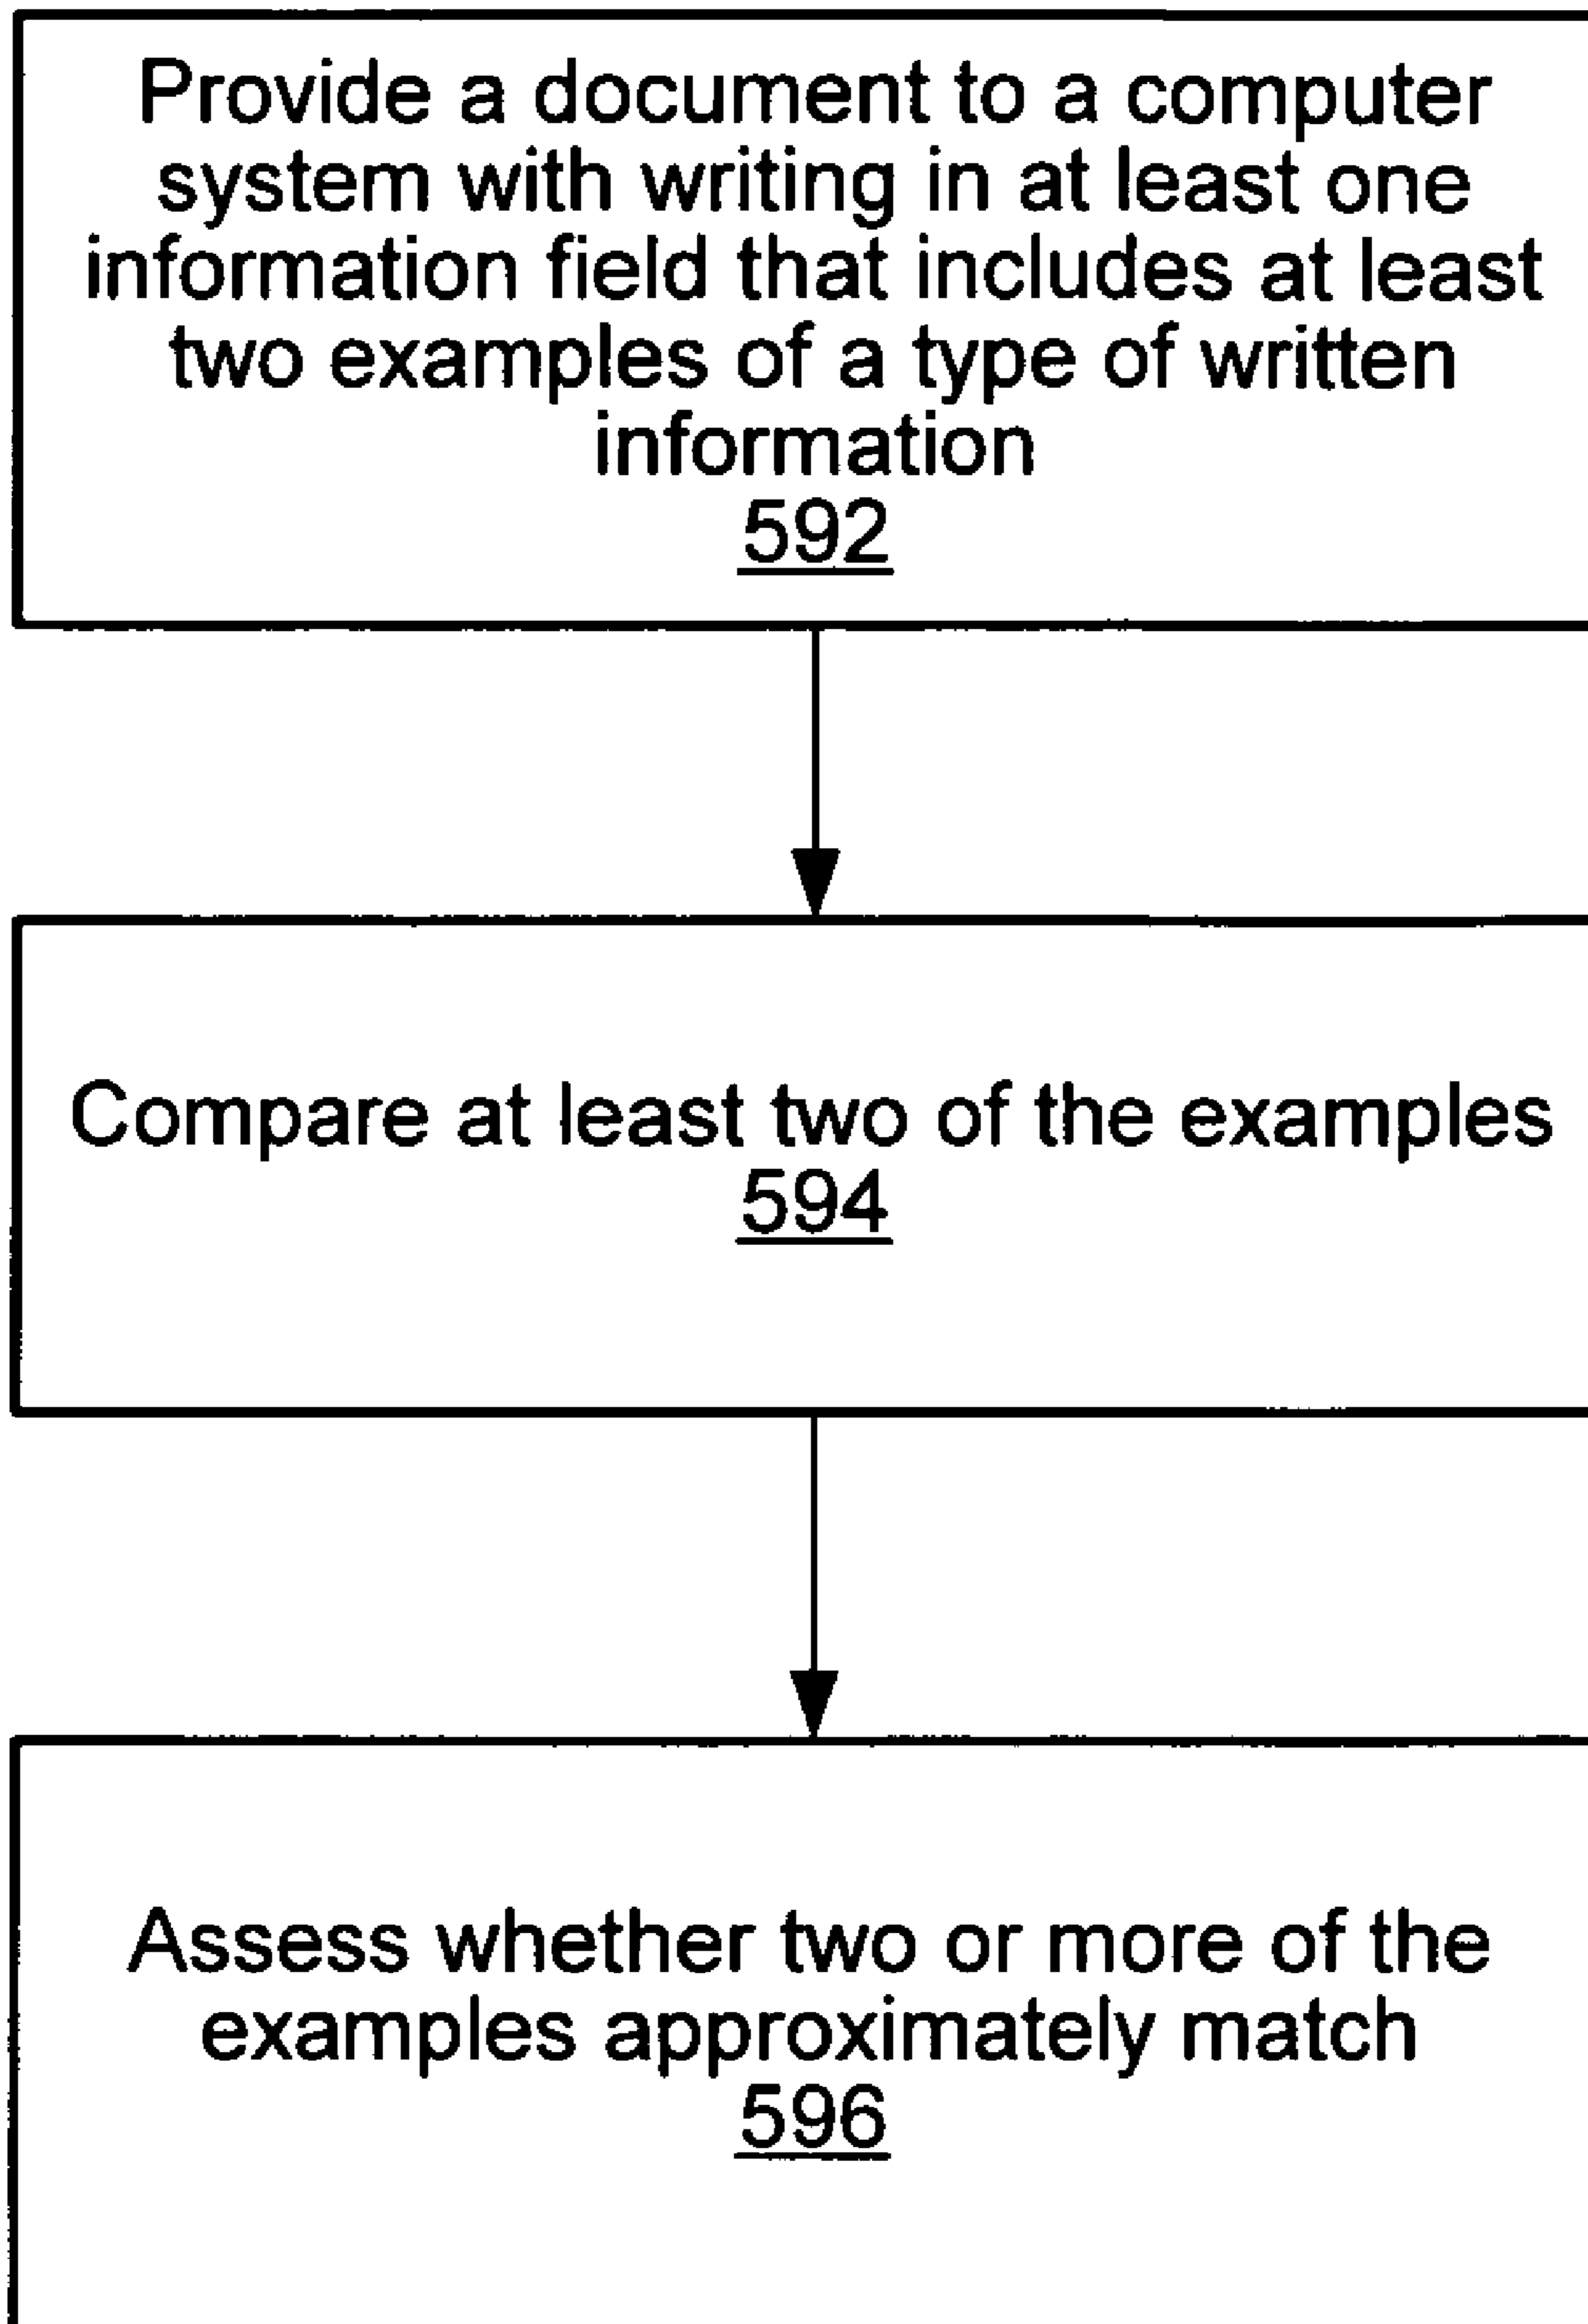 Provide a document to a computer
system with writing in at least one
information field that includes at least
two examples of a type of written
information
592
Compare at least two of the examples
594
Assess whether two or more of the
examples approximately match
596